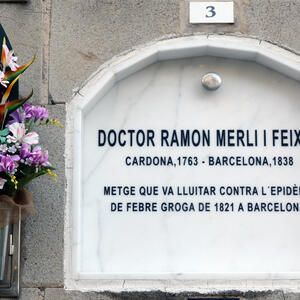 3
DOCTOR RAMON MERLI I FEIX
CARDONA,1763 - BARCELONA,1838
METGE QUE VA LLUITAR CONTRA L´EPIDÈ
DE FEBRE GROGA DE 1821 A BARCELON